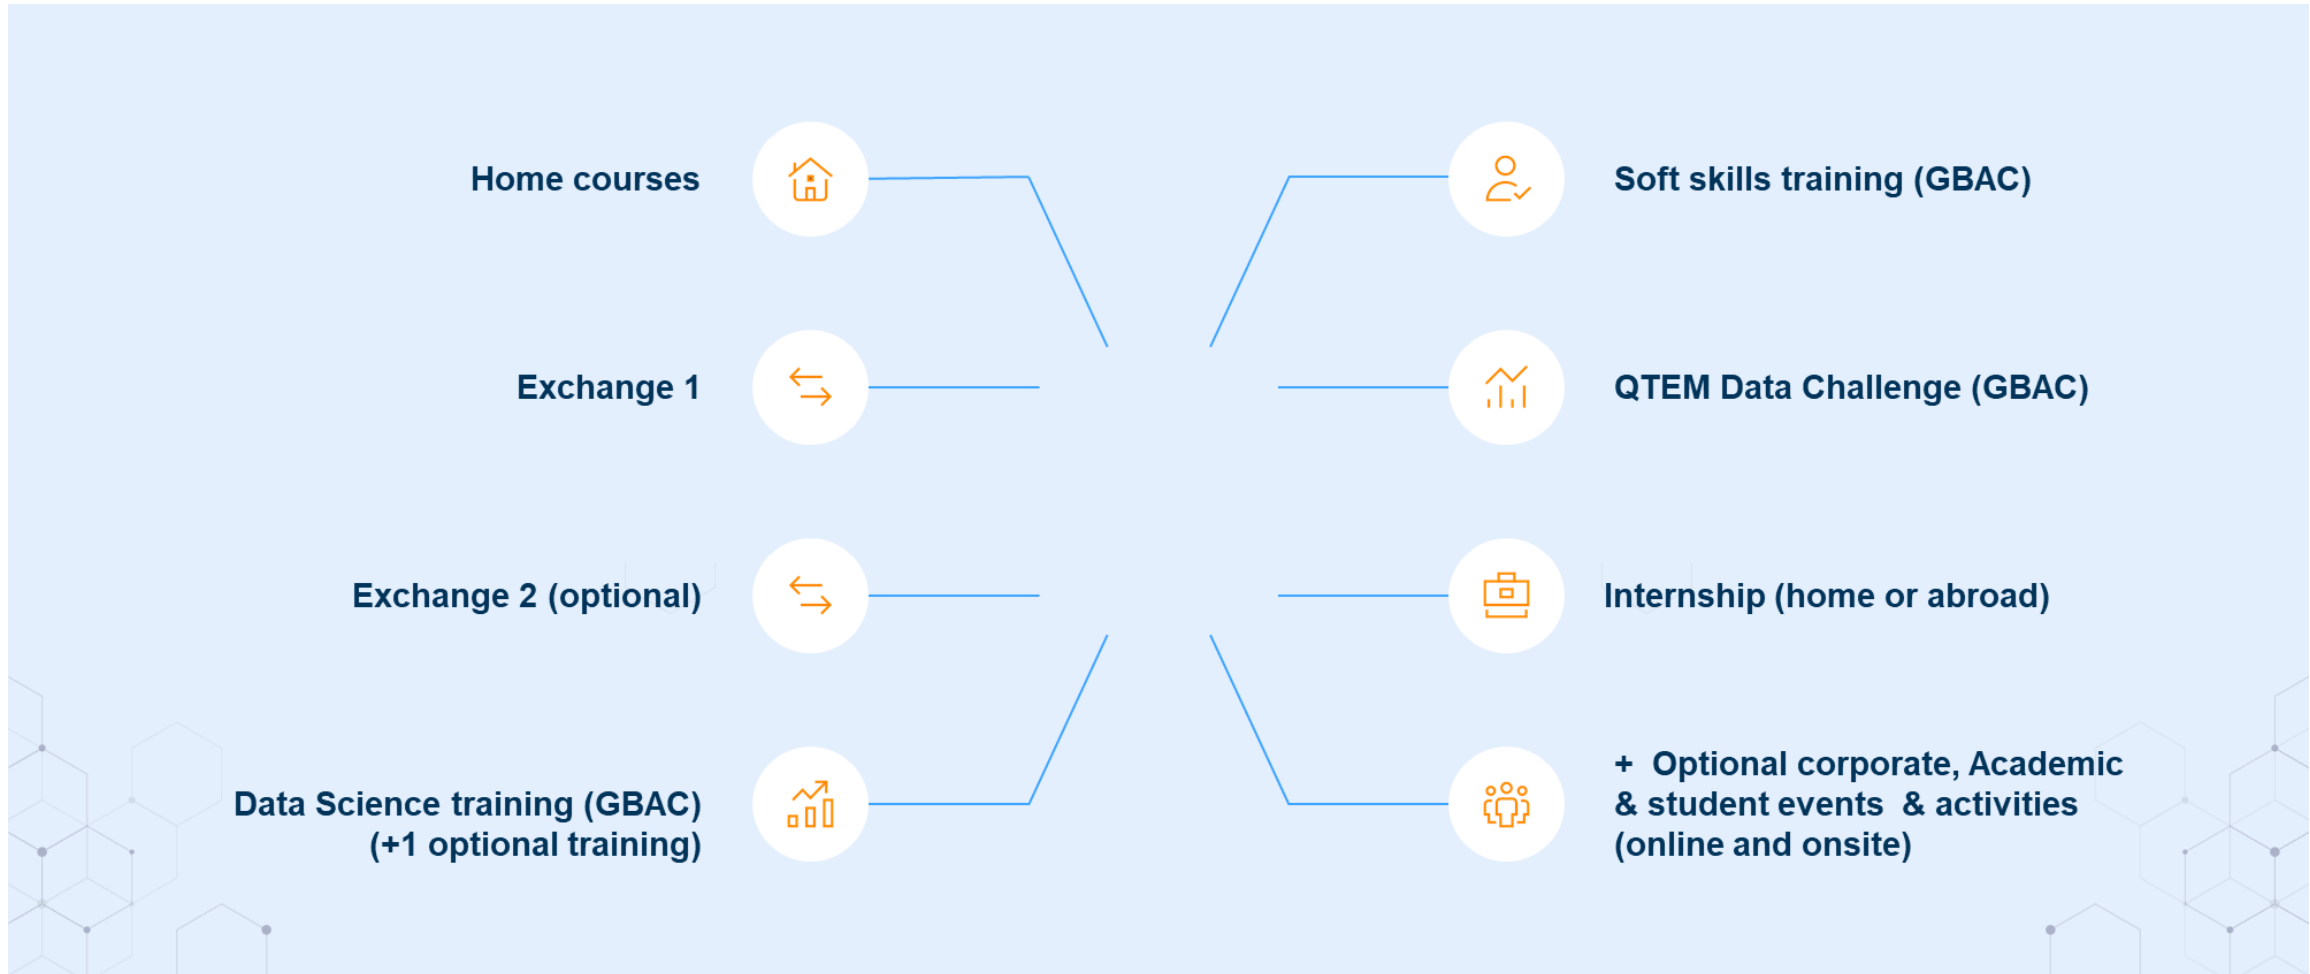 Home courses
Exchange 1
Exchange 2 (optional)
Data Science training (GBAC)
(+1 optional training)
Soft skills training (GBAC)
QTEM Data Challenge (GBAC)
Internship (home or abroad)
+  Optional corporate, Academic
& student events  & activities
(online and onsite)